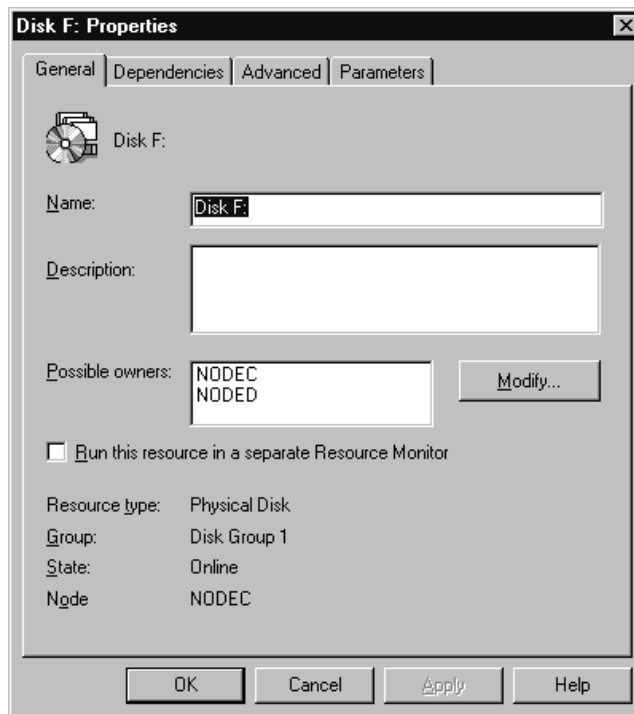 Disk F: Properties
General Dependencies Advanced Parameters
Disk F:
Name: Disk F:
Description:
Possible owners: NODEC
NODED
Modify...
Run this resource in a separate Resource Monitor
Resource type: Physical Disk
Group: Disk Group 1
State: Online
Node NODEC
OK Cancel Apply Help